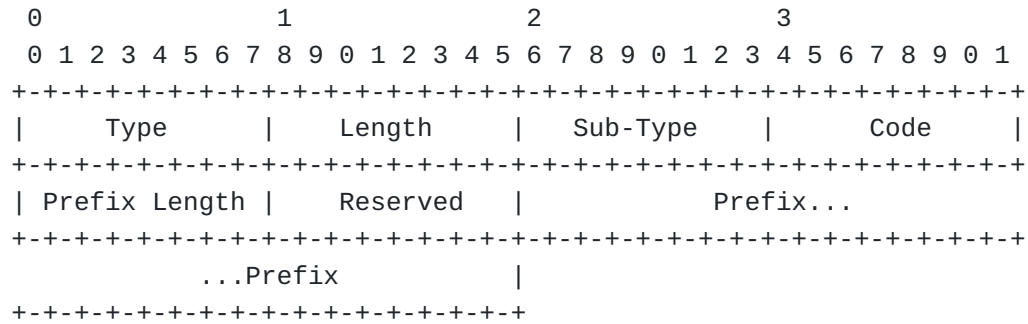 0               1               2               3
 0 1 2 3 4 5 6 7 8 9 0 1 2 3 4 5 6 7 8 9 0 1 2 3 4 5 6 7 8 9 0 1
+-+-+-+-+-+-+-+-+-+-+-+-+-+-+-+-+-+-+-+-+-+-+-+-+-+-+-+-+-+-+-+-+
|     Type      |    Length     |   Sub-Type    |      Code     |
+-+-+-+-+-+-+-+-+-+-+-+-+-+-+-+-+-+-+-+-+-+-+-+-+-+-+-+-+-+-+-+-+
| Prefix Length |    Reserved   |            Prefix...
+-+-+-+-+-+-+-+-+-+-+-+-+-+-+-+-+-+-+-+-+-+-+-+-+-+-+-+-+-+-+-+-+
            ...Prefix           |
+-+-+-+-+-+-+-+-+-+-+-+-+-+-+-+-+